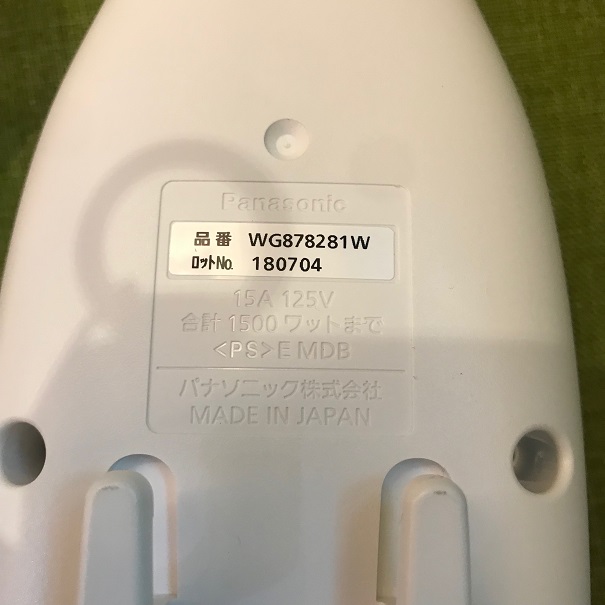 Panasonic
品番 WG878281W
ロットNo. 180704
15A 125V
合計 1500 ワットまで
<PS>E MDB
パナソニック株式会社
MADE IN JAPAN